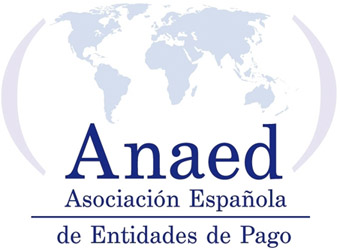 Anaed
Asociación Española
de Entidades de Pago